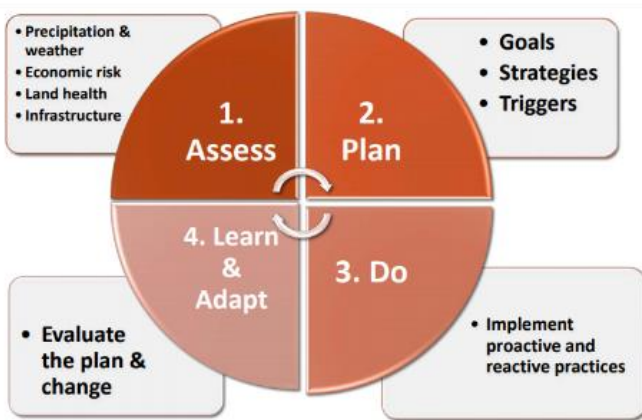 • Precipitation &
weather
• Economic risk
• Land health
• Infrastructure
1.
Assess
2.
Plan
• Goals
• Strategies
• Triggers
3. Do
• Implement
proactive and
reactive practices
4. Learn
&
Adapt
• Evaluate
the plan &
change